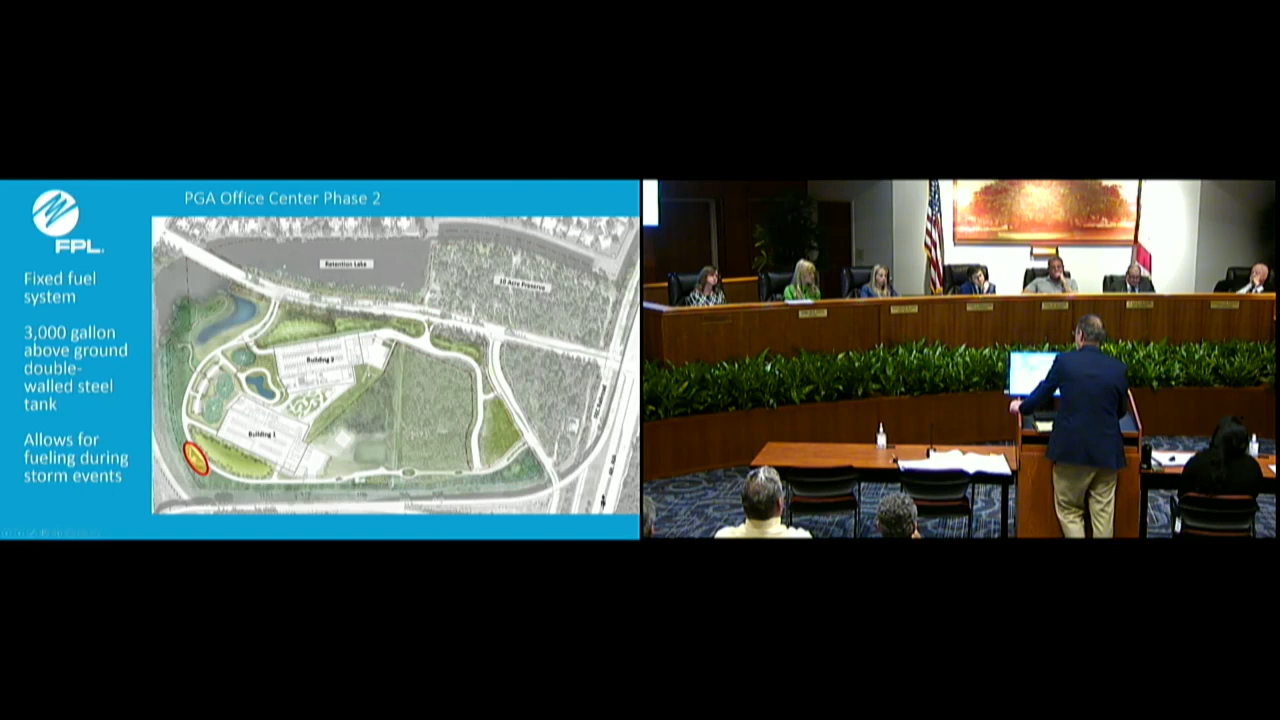 PGA Office Center Phase 2
FPL.
Fixed fuel
system
3,000 gallon
above ground
double-
walled steel
tank
Allows for
fueling during
storm events
Retention Lake
10 Acre Preserve
Building 2
Building 1